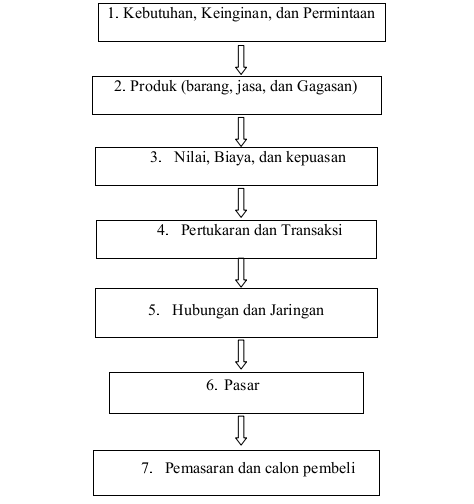 1. Kebutuhan, Keinginan, dan Permintaan
2. Produk (barang, jasa, dan Gagasan)
3. Nilai, Biaya, dan kepuasan
4. Pertukaran dan Transaksi
5. Hubungan dan Jaringan
6. Pasar
7. Pemasaran dan calon pembeli